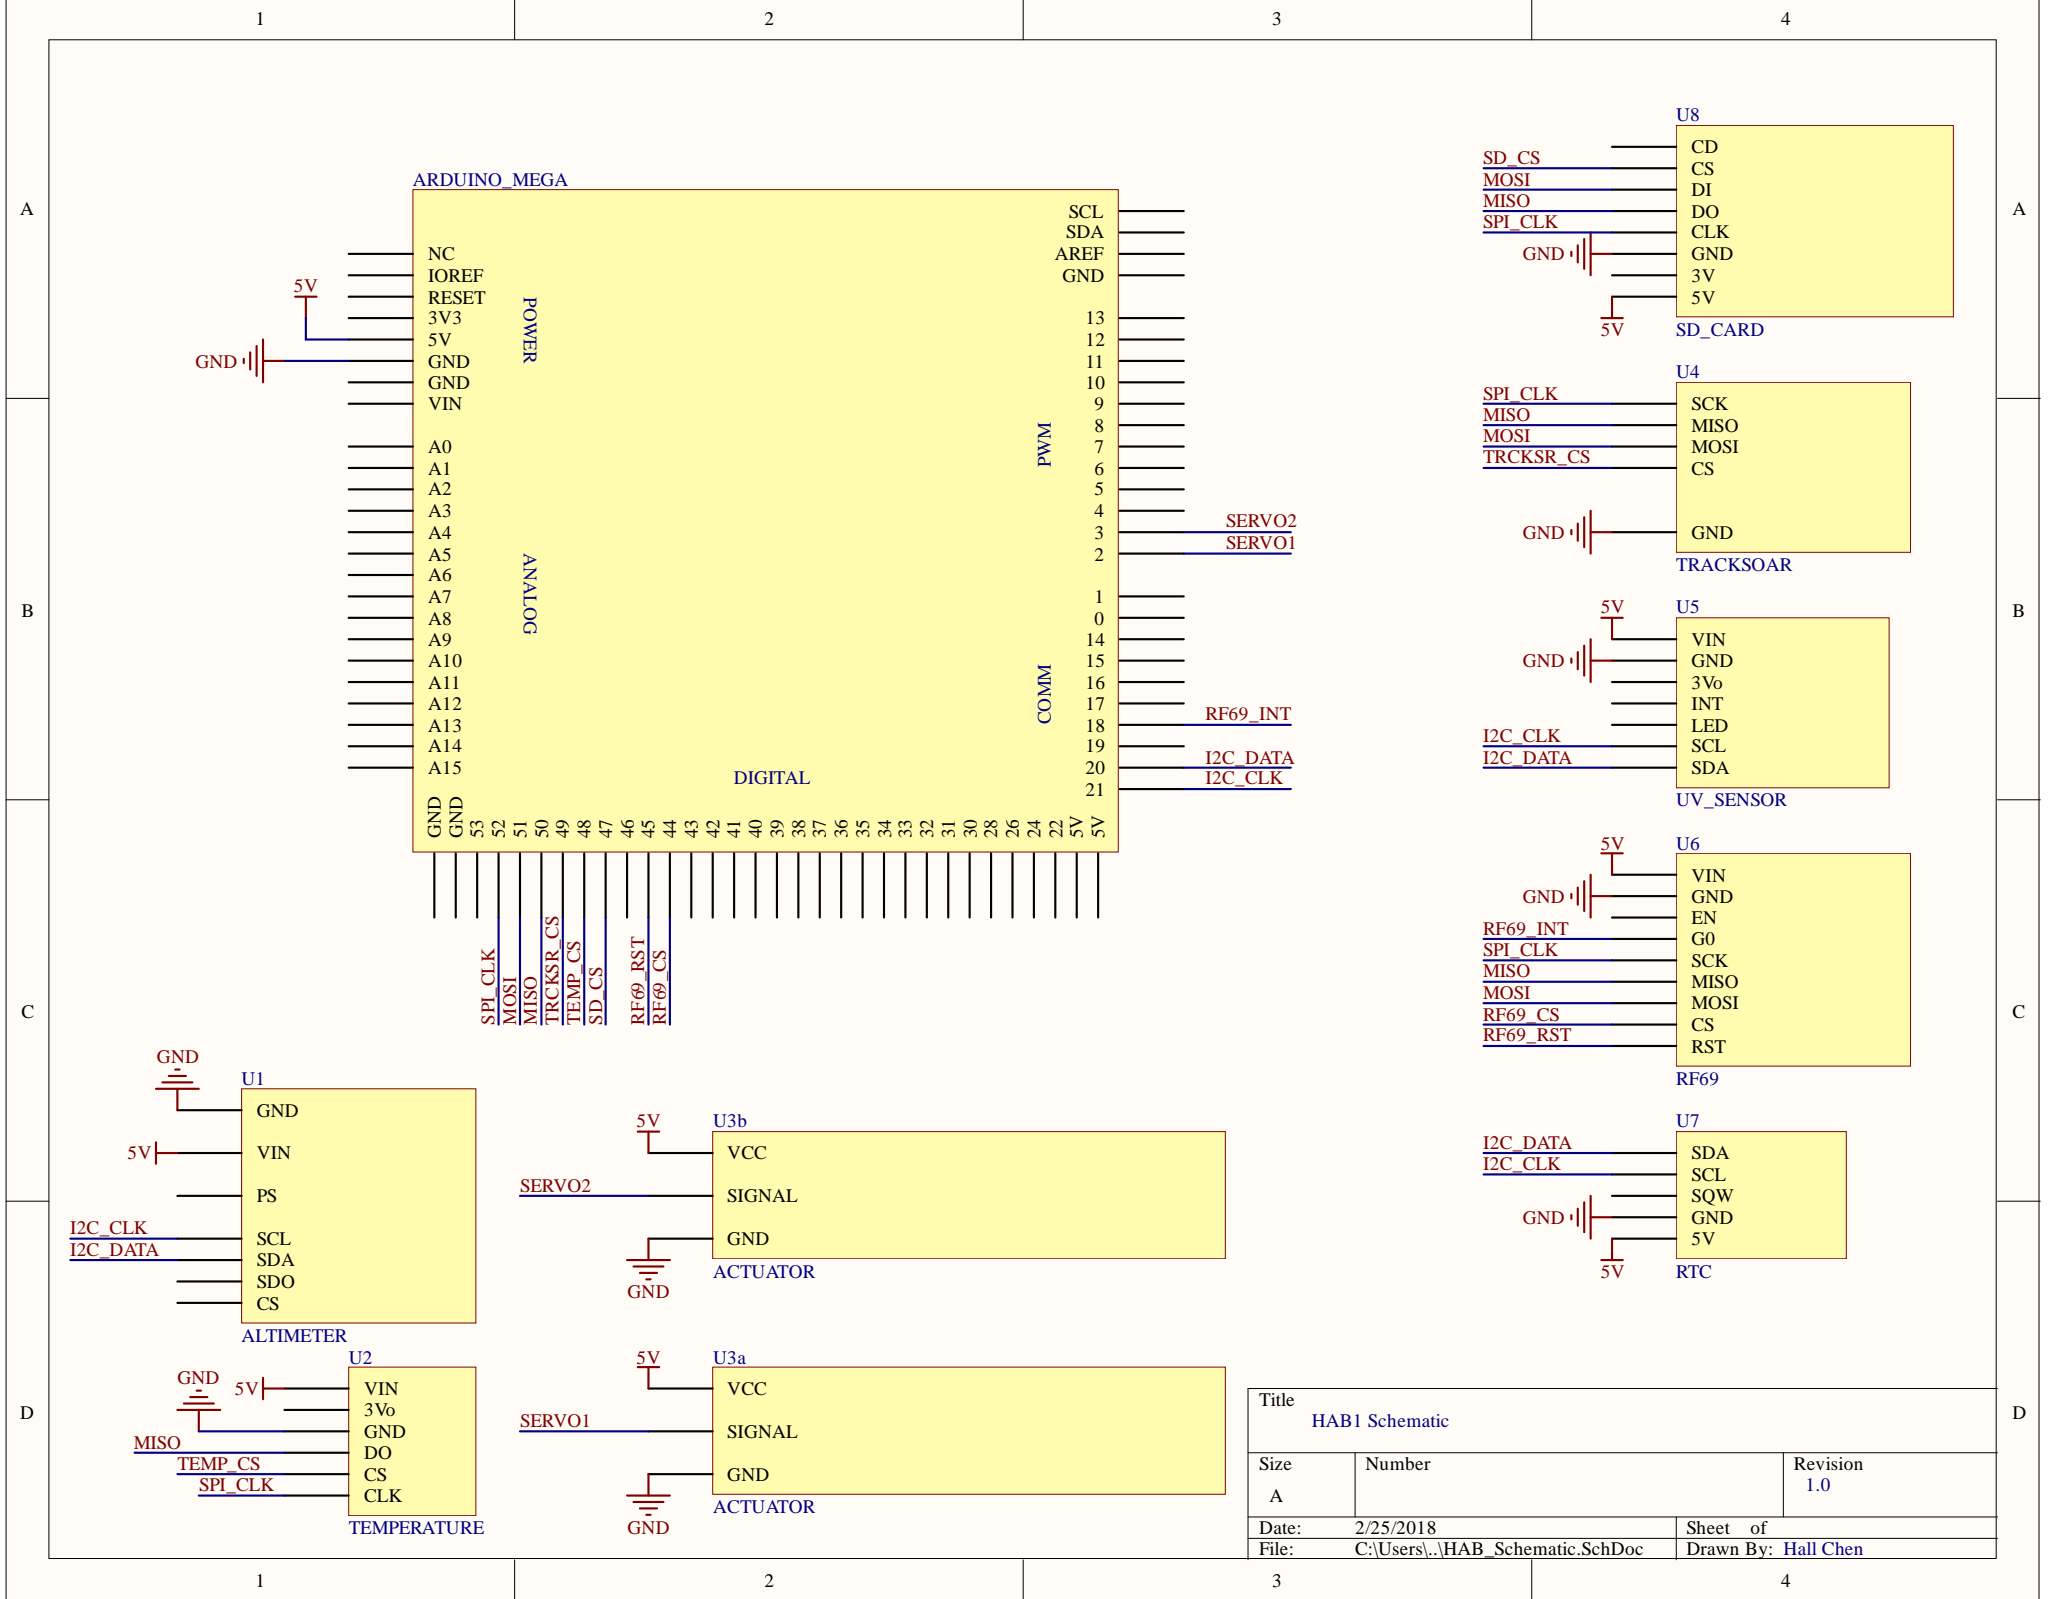 1 2 3 4
A
B
C
D
A
B
C
D
ARDUINO_MEGA
NC
IOREF
RESET
3V3
5V
GND
GND
VIN
POWER
5V
GND
A0
A1
A2
A3
A4
A5
A6
A7
A8
A9
A10
A11
A12
A13
A14
A15
ANALOG
SCL
SDA
AREF
GND
13
12
11
10
9
8
7
6
5
4
3
2
PWM
SERVO2
SERVO1
1
0
14
15
16
17
18
19
20
21
COMM
RF69_INT
I2C_DATA
I2C_CLK
DIGITAL
GND GND 53 52 51 50 49 48 47 46 45 44 43 42 41 40 39 38 37 36 35 34 33 32 31 30 28 26 24 22 5V 5V
SPI_CLK
MOSI
MISO
TRCKSR_CS
TEMP_CS
SD_CS
RF69_RST
RF69_CS
U8
CD
SD_CS CS
MOSI DI
MISO DO
SPI_CLK CLK
GND GND
3V
5V
5V
SD_CARD
U4
SPI_CLK SCK
MISO MISO
MOSI MOSI
TRCKSR_CS CS
GND GND
TRACKSOAR
5V U5
VIN
GND GND
3Vo
INT
LED
I2C_CLK SCL
I2C_DATA SDA
UV_SENSOR
5V U6
VIN
GND GND
EN
RF69_INT G0
SPI_CLK SCK
MISO MISO
MOSI MOSI
RF69_CS CS
RF69_RST RST
RF69
U7
I2C_DATA SDA
I2C_CLK SCL
SQW
GND GND
5V
5V
RTC
GND
U1
GND
5V VIN
PS
I2C_CLK SCL
I2C_DATA SDA
SDO
CS
ALTIMETER
U2
GND
5V VIN
3Vo
GND
MISO DO
TEMP_CS CS
SPI_CLK CLK
TEMPERATURE
5V U3b
VCC
SERVO2 SIGNAL
GND
GND
ACTUATOR
5V U3a
VCC
SERVO1 SIGNAL
GND
GND
ACTUATOR
Title
HAB1 Schematic
Size Number Revision
A 1.0
Date: 2/25/2018 Sheet of
File: C:\Users\..\HAB_Schematic.SchDoc Drawn By: Hall Chen
1 2 3 4